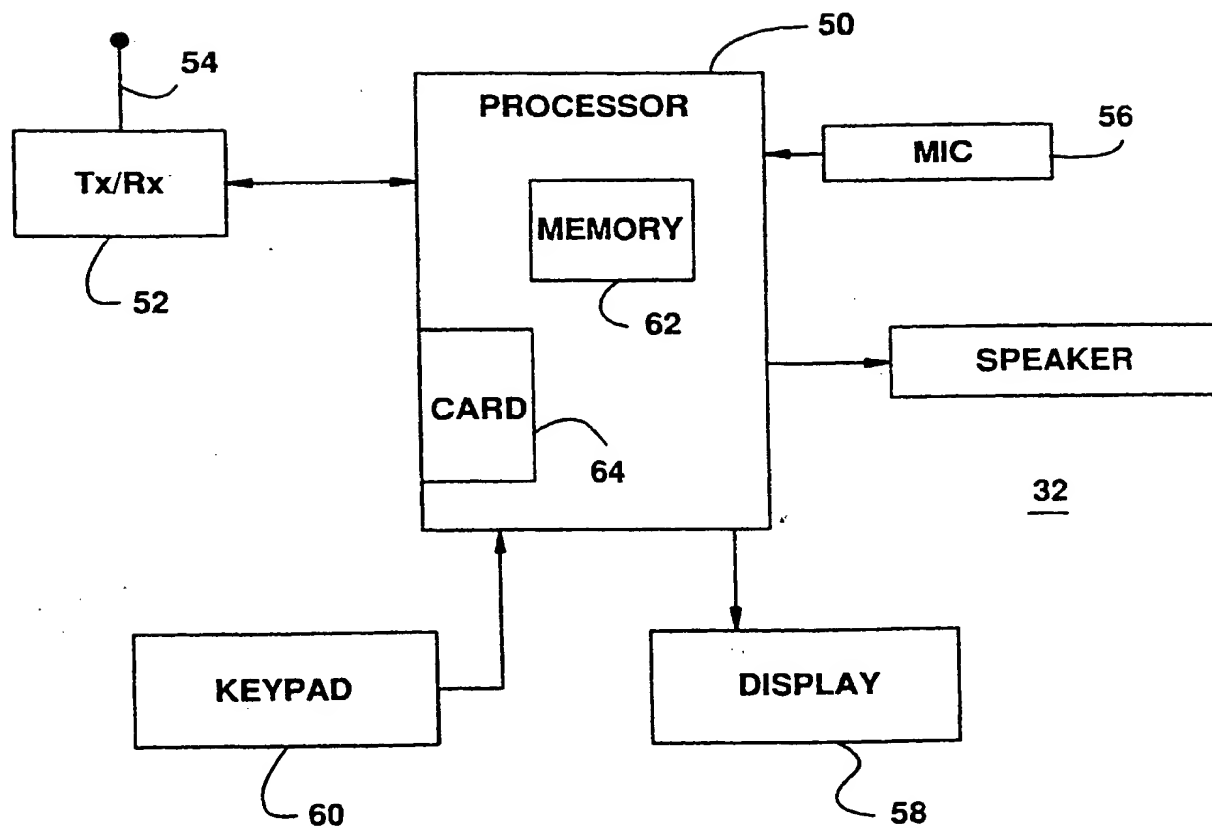 50
54
PROCESSOR
56
MIC
Tx/Rx
MEMORY
52
62
SPEAKER
CARD
64
32
KEYPAD
DISPLAY
60
58